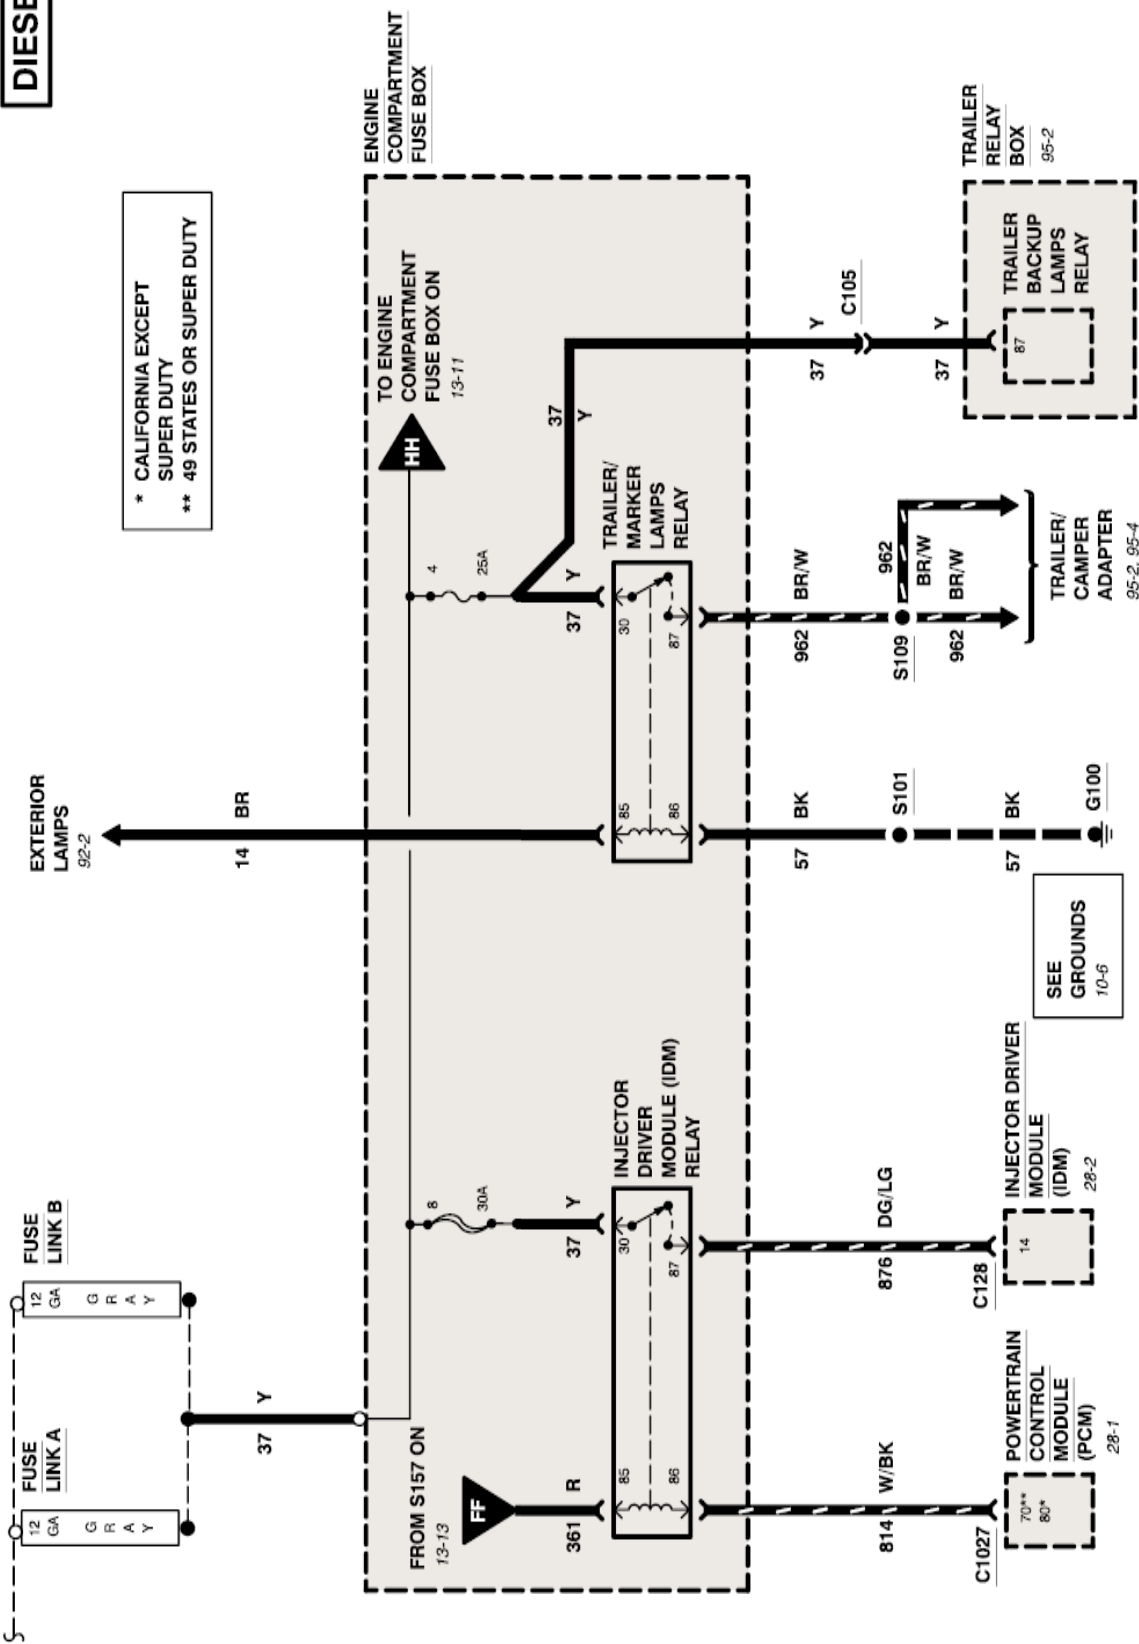 DIESE
* CALIFORNIA EXCEPT
SUPER DUTY
** 49 STATES OR SUPER DUTY
FUSE
LINK A
12
GA
G
R
A
Y
FUSE
LINK B
12
GA
G
R
A
Y
37
Y
EXTERIOR
LAMPS
92-2
14
BR
ENGINE
COMPARTMENT
FUSE BOX
TO ENGINE
COMPARTMENT
FUSE BOX ON
13-11
HH
FROM S157 ON
13-13
FF
361
R
8
30A
37
Y
INJECTOR
DRIVER
MODULE (IDM)
RELAY
85
86
30
87
4
25A
37
Y
37
Y
TRAILER/
MARKER
LAMPS
RELAY
85
86
30
87
814
W/BK
C1027
70**
80*
POWERTRAIN
CONTROL
MODULE
(PCM)
28-1
876
DG/LG
C128
14
INJECTOR DRIVER
MODULE
(IDM)
28-2
57
BK
S101
57
BK
G100
SEE
GROUNDS
10-6
962
BR/W
S109
962
BR/W
962
BR/W
TRAILER/
CAMPER
ADAPTER
95-2, 95-4
37
Y
C105
37
Y
87
TRAILER
BACKUP
LAMPS
RELAY
TRAILER
RELAY
BOX
95-2